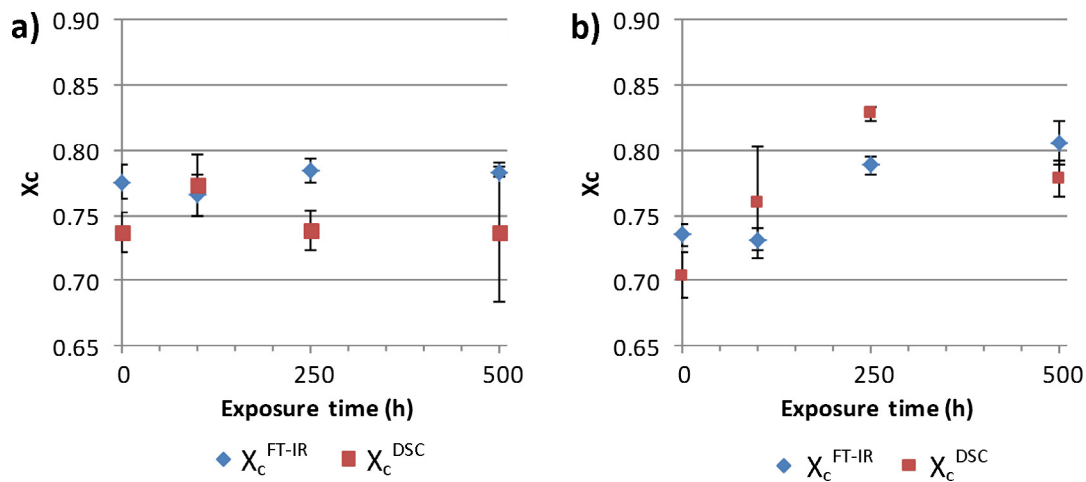 a)
0.90
0.85
0.80
0.75
0.70
0.65
Xc
0 250 500
Exposure time (h)
Xc FT-IR Xc DSC
b)
0.90
0.85
0.80
0.75
0.70
0.65
Xc
0 100 250 500
Exposure time (h)
Xc FT-IR Xc DSC